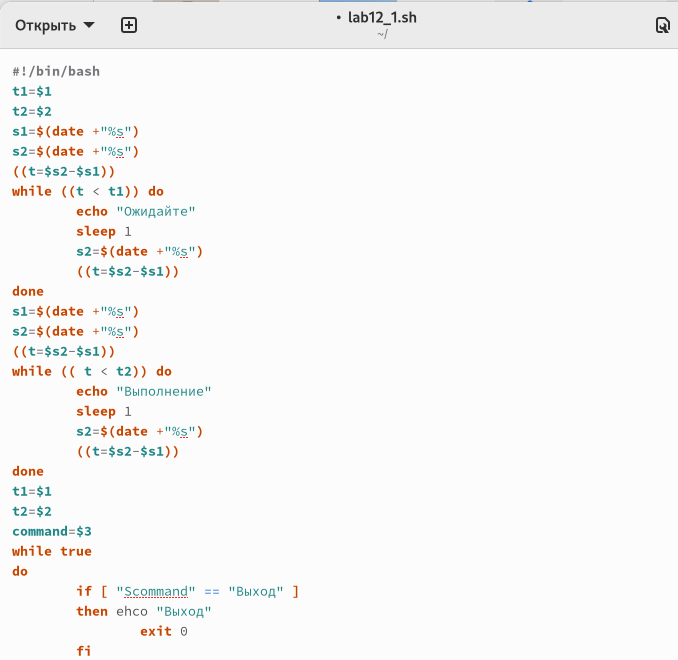 Открыть
• lab12_1.sh
~/
#!/bin/bash
t1=$1
t2=$2
s1=$(date +"%s")
s2=$(date +"%s")
((t=$s2-$s1))
while ((t < t1)) do
        echo "Ожидайте"
        sleep 1
        s2=$(date +"%s")
        ((t=$s2-$s1))
done
s1=$(date +"%s")
s2=$(date +"%s")
((t=$s2-$s1))
while (( t < t2)) do
        echo "Выполнение"
        sleep 1
        s2=$(date +"%s")
        ((t=$s2-$s1))
done
t1=$1
t2=$2
command=$3
while true
do
        if [ "Scommand" == "Выход" ]
        then ehco "Выход"
                exit 0
        fi